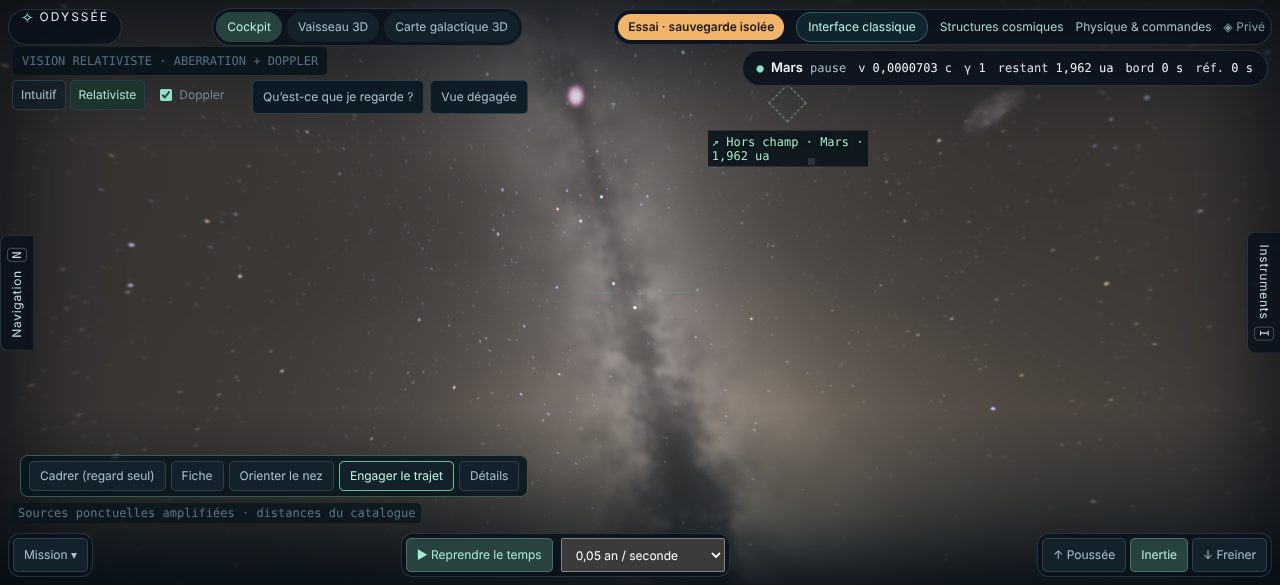 ✧ ODYSSÉE
Cockpit Vaisseau 3D Carte galactique 3D
Essai · sauvegarde isolée Interface classique Structures cosmiques Physique & commandes ◈ Privé
VISION RELATIVISTE · ABERRATION + DOPPLER
● Mars pause v 0,0000703 c γ 1 restant 1,962 ua bord 0 s réf. 0 s
Intuitif Relativiste Doppler Qu'est-ce que je regarde ? Vue dégagée
↗ Hors champ · Mars ·
1,962 ua
Navigation N
Instruments I
Cadrer (regard seul) Fiche Orienter le nez Engager le trajet Détails
Sources ponctuelles amplifiées · distances du catalogue
Mission ▾ ▶ Reprendre le temps 0,05 an / seconde ↑ Poussée Inertie ↓ Freiner